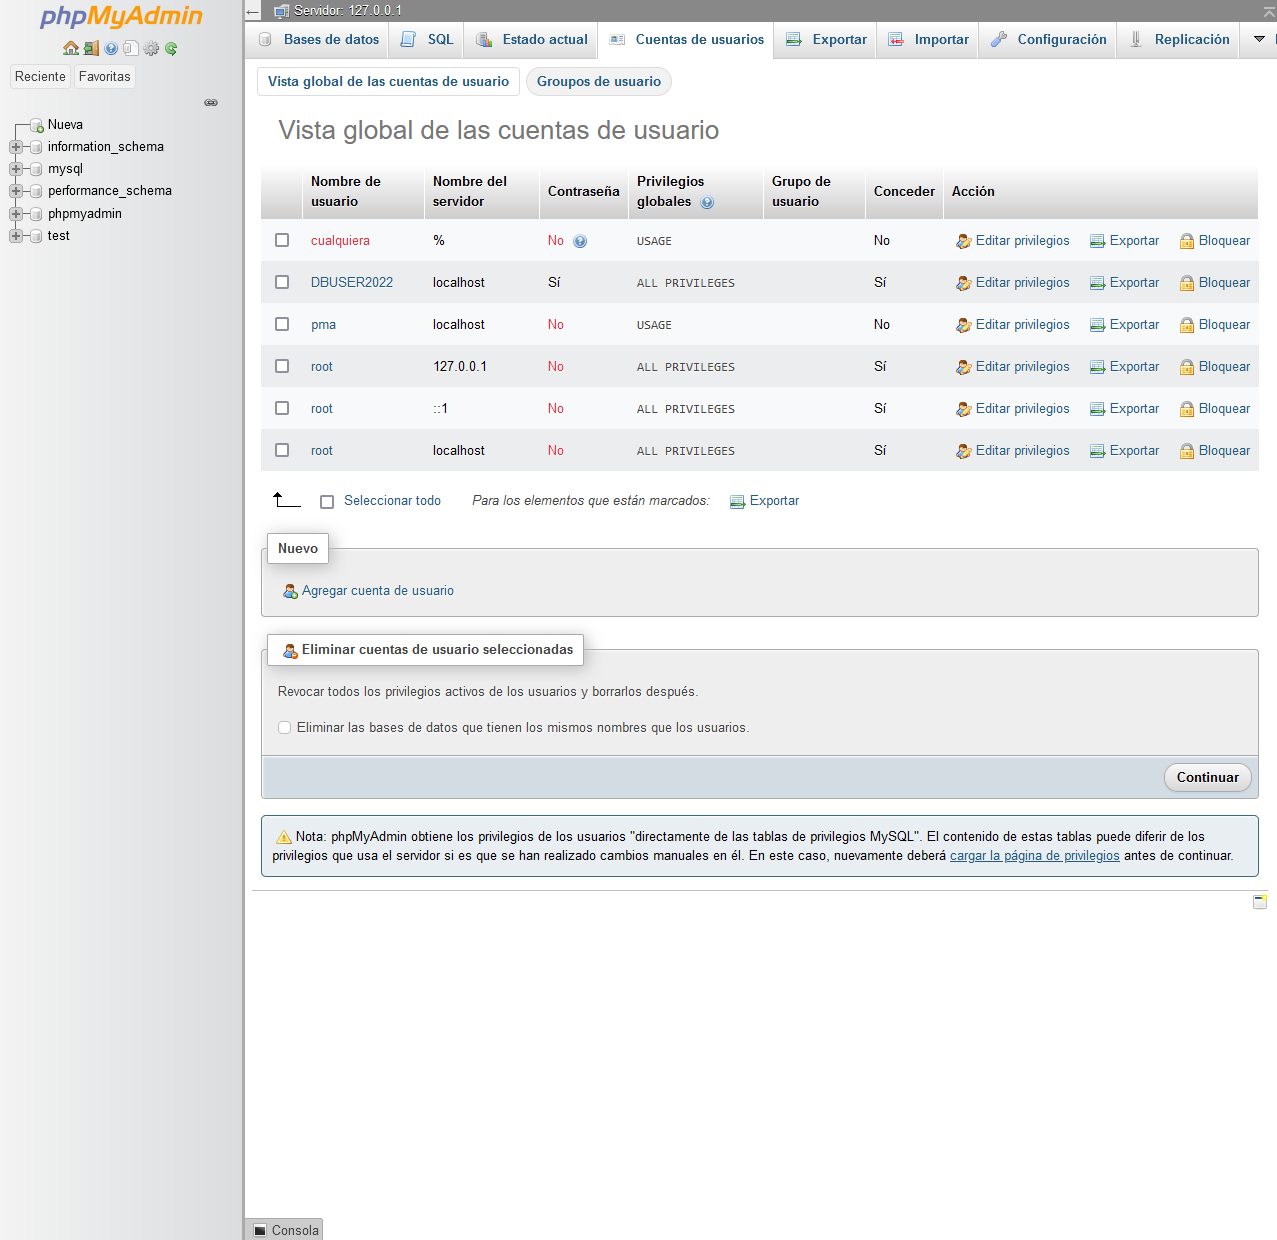 phpMyAdmin
Reciente Favoritas
Nueva
information_schema
mysql
performance_schema
phpmyadmin
test
Servidor: 127.0.0.1
Bases de datos SQL Estado actual Cuentas de usuarios Exportar Importar Configuración Replicación
Vista global de las cuentas de usuario Groupos de usuario
Vista global de las cuentas de usuario
Nombre de usuario Nombre del servidor Contraseña Privilegios globales Grupo de usuario Conceder Acción
cualquiera % No USAGE No Editar privilegios Exportar Bloquear
DBUSER2022 localhost Sí ALL PRIVILEGES Sí Editar privilegios Exportar Bloquear
pma localhost No USAGE No Editar privilegios Exportar Bloquear
root 127.0.0.1 No ALL PRIVILEGES Sí Editar privilegios Exportar Bloquear
root ::1 No ALL PRIVILEGES Sí Editar privilegios Exportar Bloquear
root localhost No ALL PRIVILEGES Sí Editar privilegios Exportar Bloquear
Seleccionar todo Para los elementos que están marcados: Exportar
Nuevo
Agregar cuenta de usuario
Eliminar cuentas de usuario seleccionadas
Revocar todos los privilegios activos de los usuarios y borrarlos después.
Eliminar las bases de datos que tienen los mismos nombres que los usuarios.
Continuar
Nota: phpMyAdmin obtiene los privilegios de los usuarios "directamente de las tablas de privilegios MySQL". El contenido de estas tablas puede diferir de los
privilegios que usa el servidor si es que se han realizado cambios manuales en él. En este caso, nuevamente deberá cargar la página de privilegios antes de continuar.
Consola